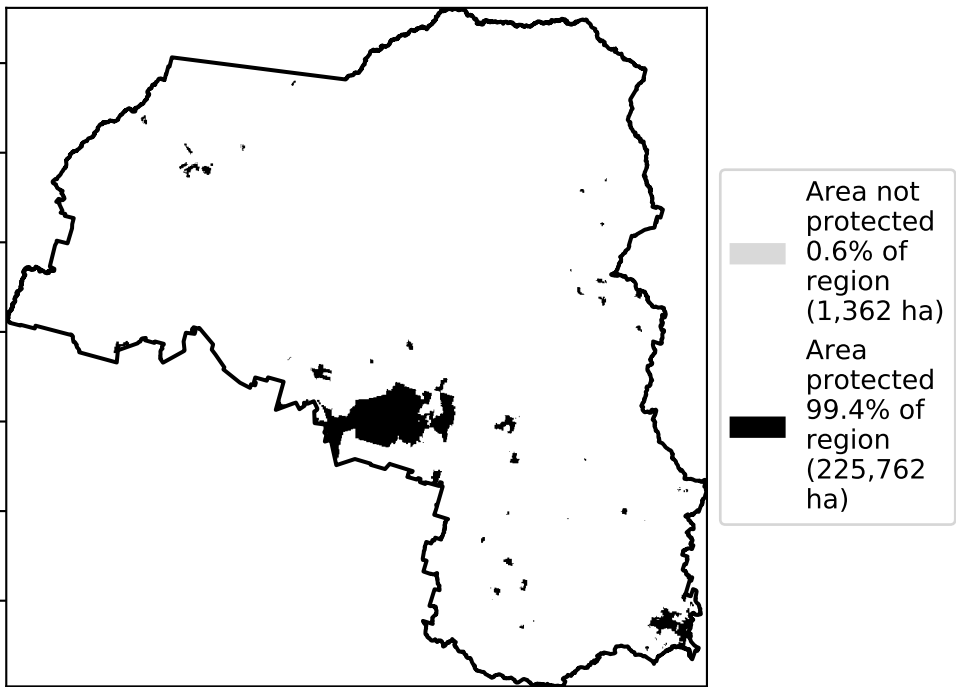 Area not
protected
0.6% of
region
(1,362 ha)
Area
protected
99.4% of
region
(225,762
ha)